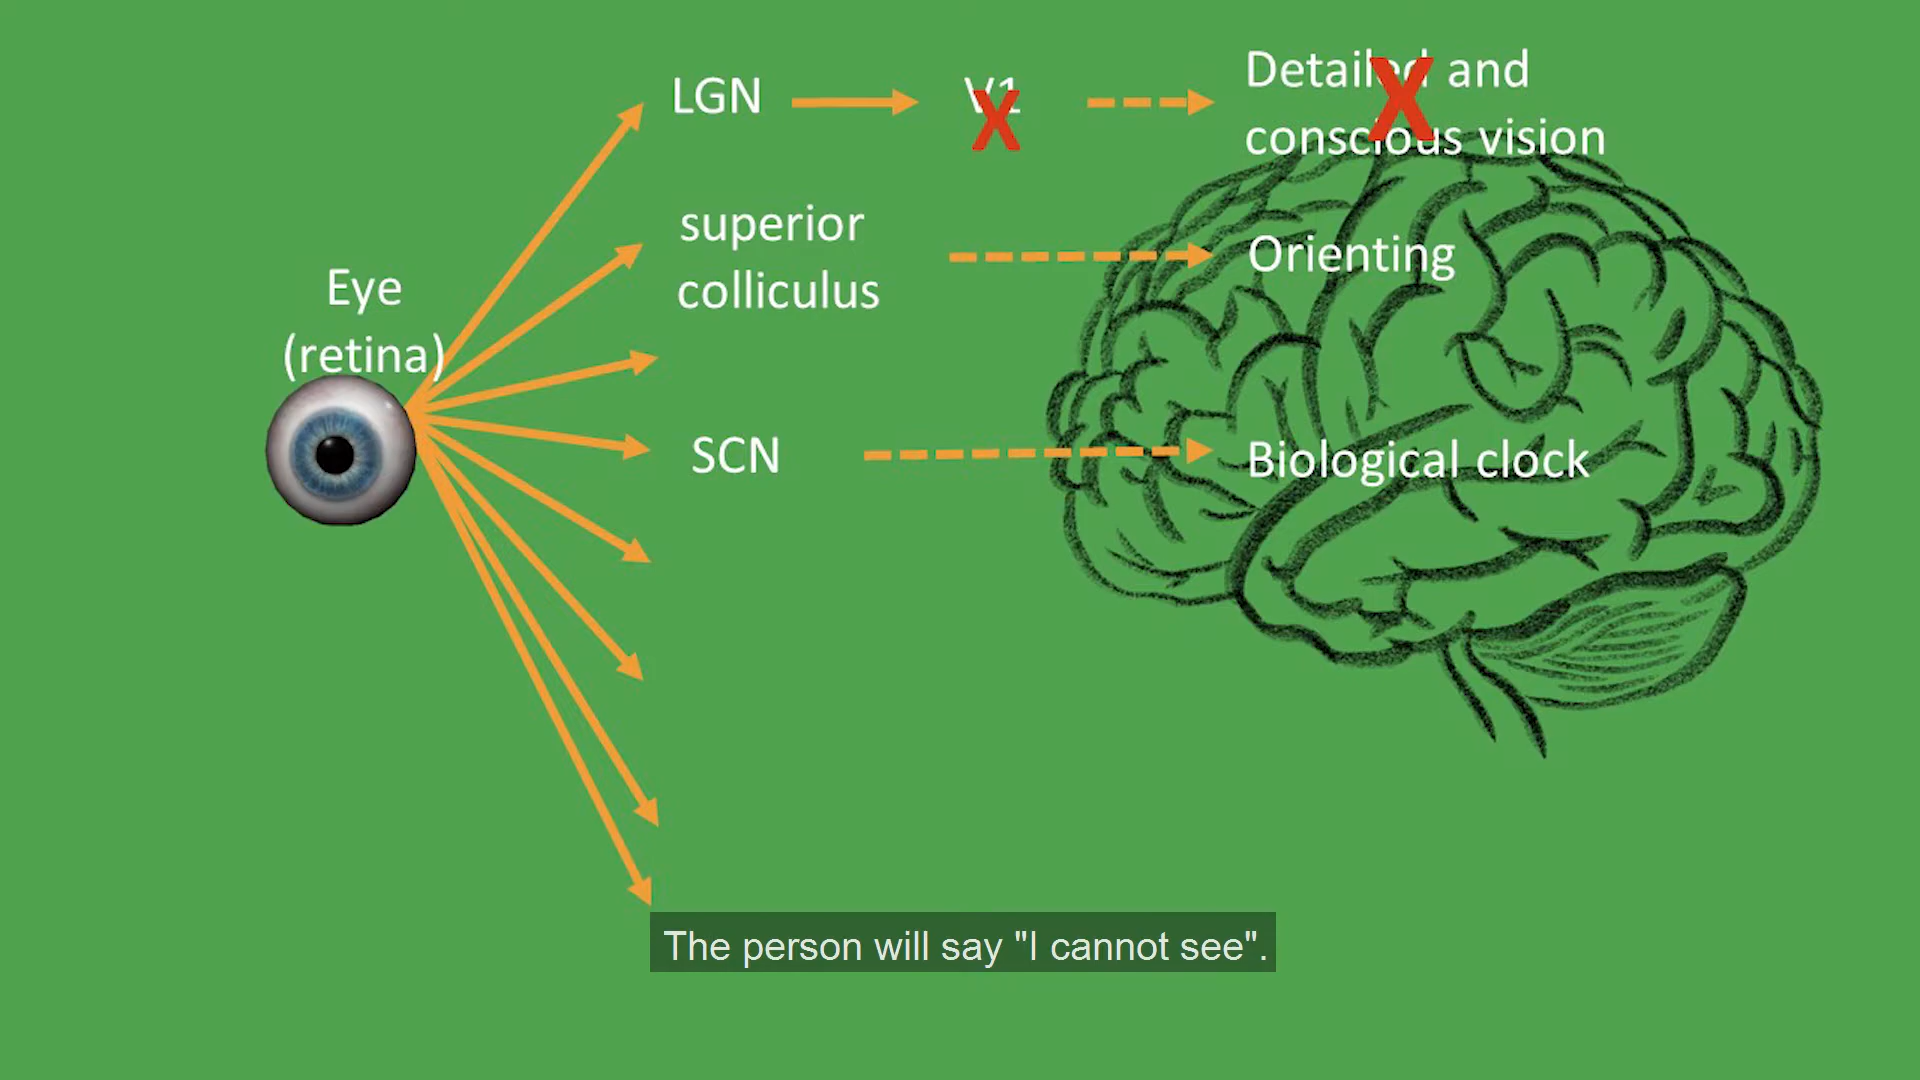 LGN
V1
Detailed and
conscious vision
superior
colliculus
Orienting
Eye
(retina)
SCN
Biological clock
The person will say "I cannot see".